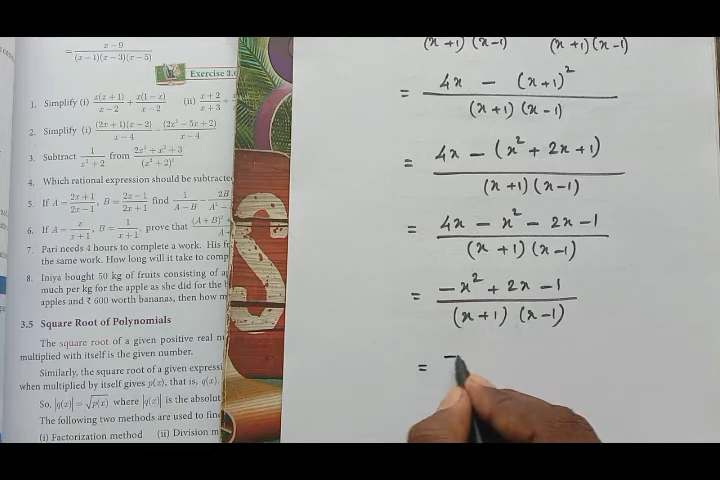 = x − 9 / (x − 1)(x − 3)(x − 5)
Exercise 3.6
1. Simplify (i) x(x + 1) / x − 2 + x(1 − x) / x − 2 (ii) x + 2 / x + 3 +
2. Simplify (i) (2x + 1)(x − 2) / x − 4 − (2x² − 5x + 2) / x − 4
3. Subtract 1 / x² + 2 from 2x³ + x² + 3 / (x² + 2)²
4. Which rational expression should be subtracted
5. If A = 2x + 1 / 2x − 1, B = 2x − 1 / 2x + 1 find 1 / A − B − 2B / A² −
6. If A = x / x + 1, B = 1 / x + 1, prove that (A + B)² +
7. Pari needs 4 hours to complete a work. His
the same work. How long will it take to
8. Iniya bought 50 kg of fruits consisting of
much per kg for the apple as she did for the
apples and ₹ 600 worth bananas, then how
3.5 Square Root of Polynomials
The square root of a given positive real
multiplied with itself is the given number.
Similarly, the square root of a given
when multiplied by itself gives p(x), that is, q(x).
So, |q(x)| = √p(x) where |q(x)| is the
The following two methods are used to
(i) Factorization method (ii) Division
(x+1) (x-1) (x+1) (x-1)
= 4x - (x+1)² / (x+1) (x-1)
= 4x - (x² + 2x + 1) / (x+1) (x-1)
= 4x - x² - 2x - 1 / (x+1) (x-1)
= -x² + 2x - 1 / (x+1) (x-1)
= -